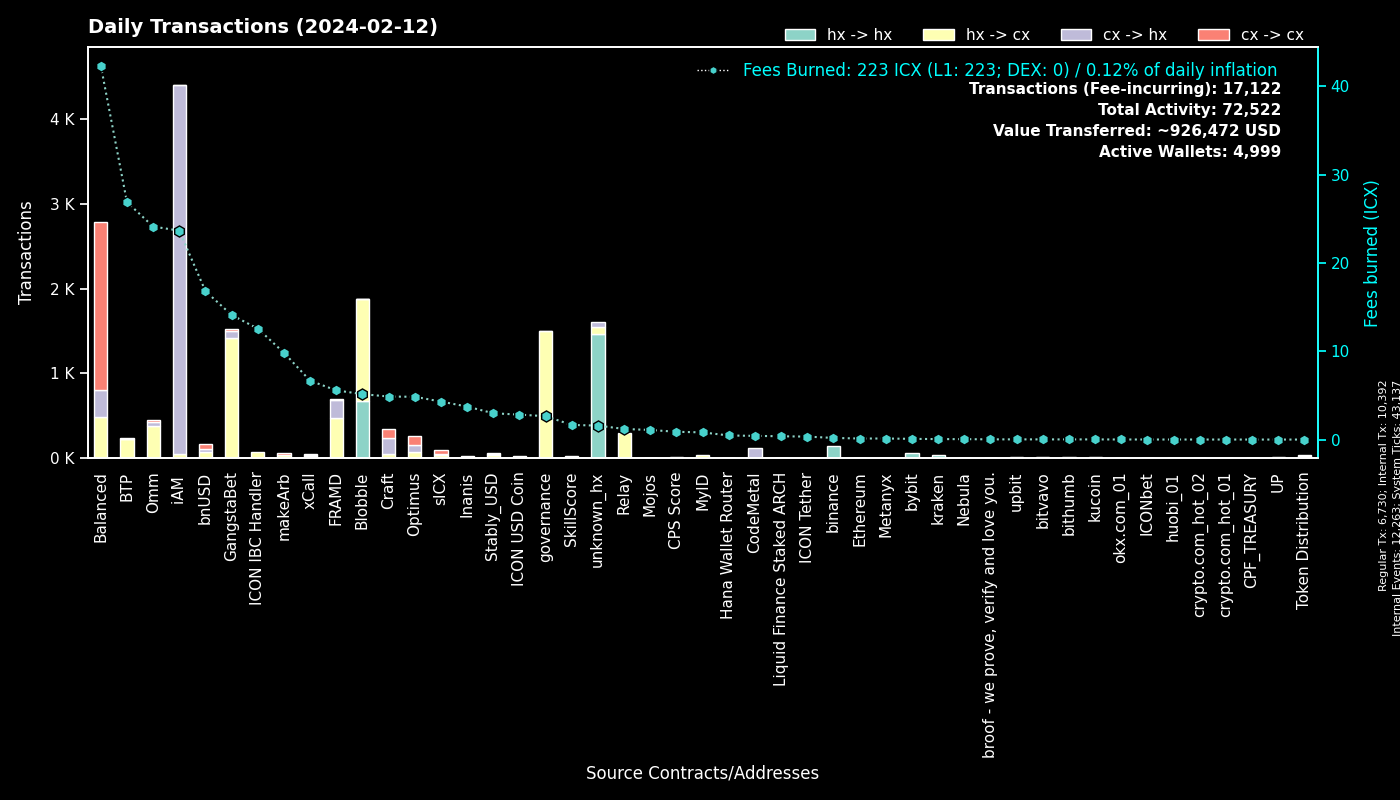 Daily Transactions (2024-02-12)
hx -> hx
hx -> cx
cx -> hx
cx -> cx
Fees Burned: 223 ICX (L1: 223; DEX: 0) / 0.12% of daily inflation
Transactions (Fee-incurring): 17,122
Total Activity: 72,522
Value Transferred: ~926,472 USD
Active Wallets: 4,999
Transactions
4 K
3 K
2 K
1 K
0 K
Fees burned (ICX)
40
30
20
10
0
Balanced
BTP
Omm
iAM
bnUSD
GangstaBet
ICON IBC Handler
makeArb
xCall
FRAMD
Blobble
Craft
Optimus
sICX
Inanis
Stably_USD
ICON USD Coin
governance
SkillScore
unknown_hx
Relay
Mojos
CPS Score
MyID
Hana Wallet Router
CodeMetal
Liquid Finance Staked ARCH
ICON Tether
binance
Ethereum
Metanyx
bybit
kraken
Nebula
broof - we prove, verify and love you.
upbit
bitvavo
bithumb
kucoin
okx.com_01
ICONbet
huobi_01
crypto.com_hot_02
crypto.com_hot_01
CPF_TREASURY
UP
Token Distribution
Source Contracts/Addresses
Regular Tx: 6,730; Internal Tx: 10,392
Internal Events: 12,263; Ticks: 43,137